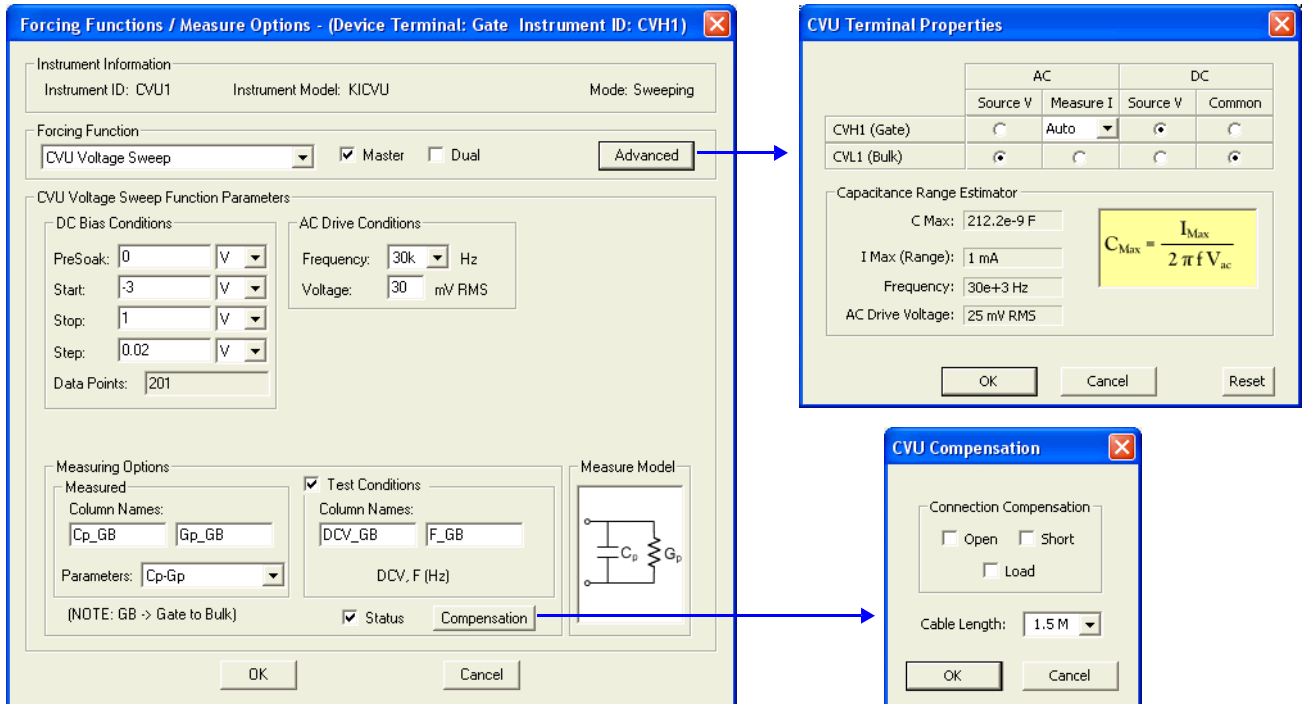 Forcing Functions / Measure Options - (Device Terminal: Gate Instrument ID: CVH1)
Instrument Information
Instrument ID: CVU1 Instrument Model: KICVU Mode: Sweeping
Forcing Function
CVU Voltage Sweep Master Dual Advanced
CVU Voltage Sweep Function Parameters
DC Bias Conditions
PreSoak: 0 V
Start: -3 V
Stop: 1 V
Step: 0.02 V
Data Points: 201
AC Drive Conditions
Frequency: 30k Hz
Voltage: 30 mV RMS
Measuring Options
Measured
Column Names:
Cp_GB Gp_GB
Parameters: Cp-Gp
(NOTE: GB -> Gate to Bulk)
Test Conditions
Column Names:
DCV_GB F_GB
DCV, F (Hz)
Status Compensation
Measure Model
Cp Gp
OK Cancel
CVU Terminal Properties
AC DC
Source V Measure I Source V Common
CVH1 (Gate) Auto
CVL1 (Bulk)
Capacitance Range Estimator
C Max: 212.2e-9 F
I Max (Range): 1 mA
Frequency: 30e+3 Hz
AC Drive Voltage: 25 mV RMS
C_Max = I_Max / 2 π f V_ac
OK Cancel Reset
CVU Compensation
Connection Compensation
Open Short
Load
Cable Length: 1.5 M
OK Cancel